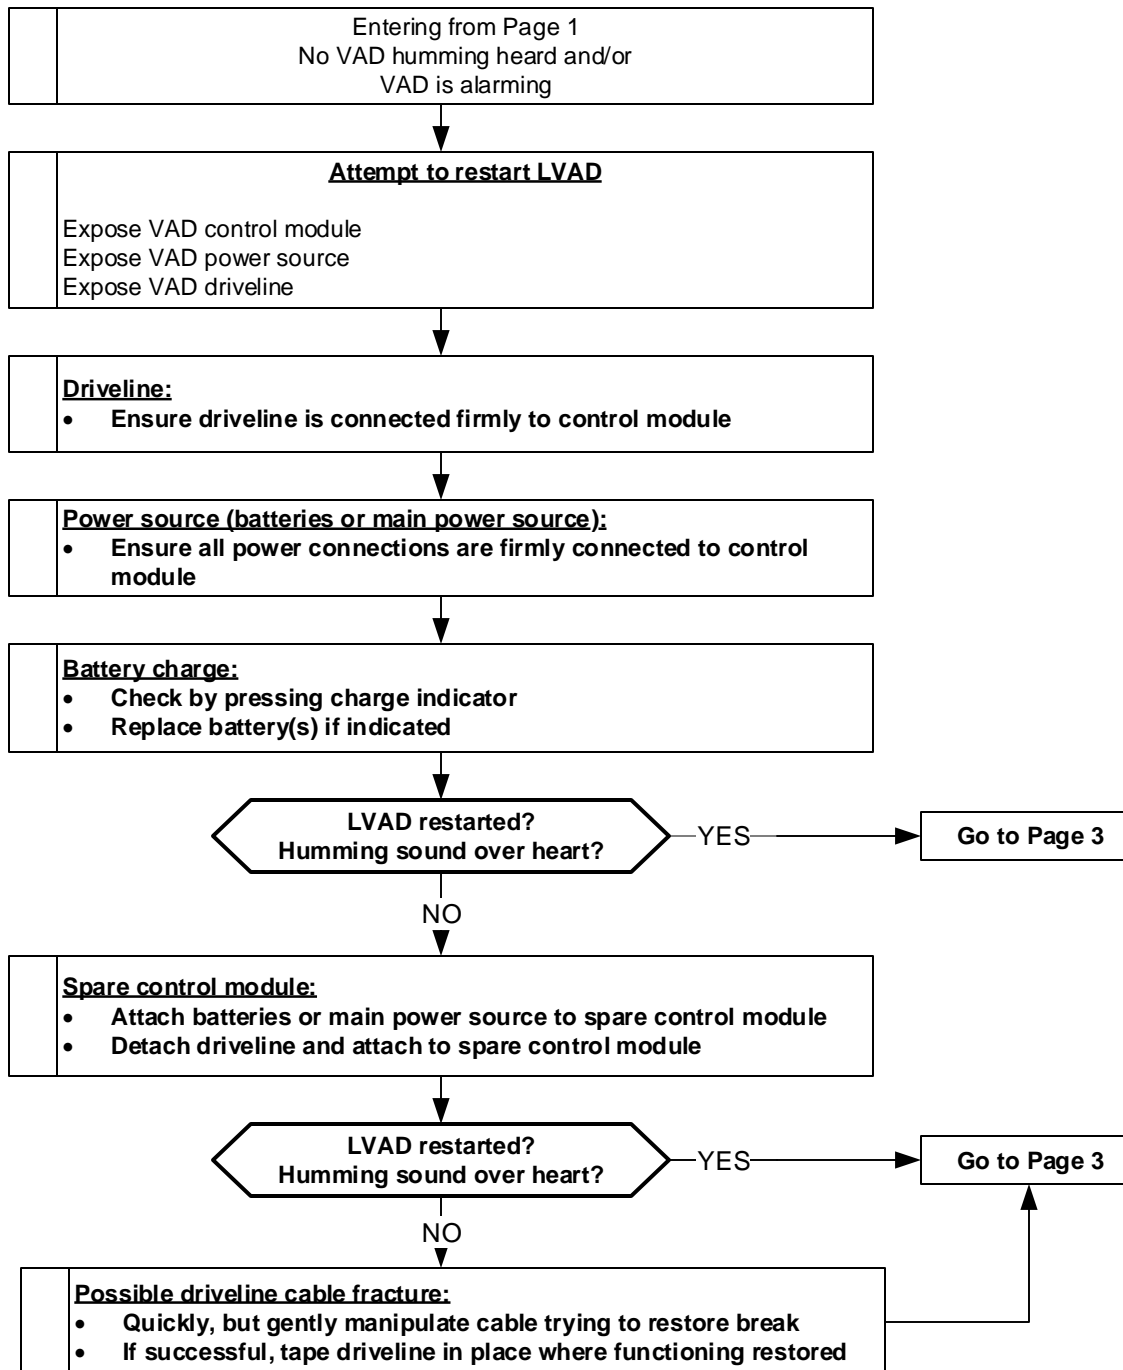 Entering from Page 1
No VAD humming heard and/or
VAD is alarming
Attempt to restart LVAD
Expose VAD control module
Expose VAD power source
Expose VAD driveline
Driveline:
• Ensure driveline is connected firmly to control module
Power source (batteries or main power source):
• Ensure all power connections are firmly connected to control
module
Battery charge:
• Check by pressing charge indicator
• Replace battery(s) if indicated
LVAD restarted?
Humming sound over heart?
YES
Go to Page 3
NO
Spare control module:
• Attach batteries or main power source to spare control module
• Detach driveline and attach to spare control module
LVAD restarted?
Humming sound over heart?
YES
Go to Page 3
NO
Possible driveline cable fracture:
• Quickly, but gently manipulate cable trying to restore break
• If successful, tape driveline in place where functioning restored